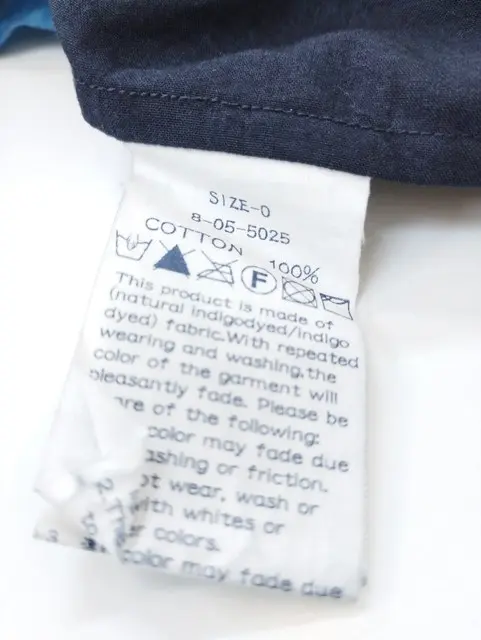 SIZE-0
8-05-5025
COTTON 100%
F
This product is made of
(natural indigodyed/indigo
dyed) fabric.With repeated
wearing and washing,the
color of the garment will
pleasantly fade. Please be
are of the following:
color may fade due
ashing or friction.
ot wear, wash or
ith whites or
colors.
color may fade due